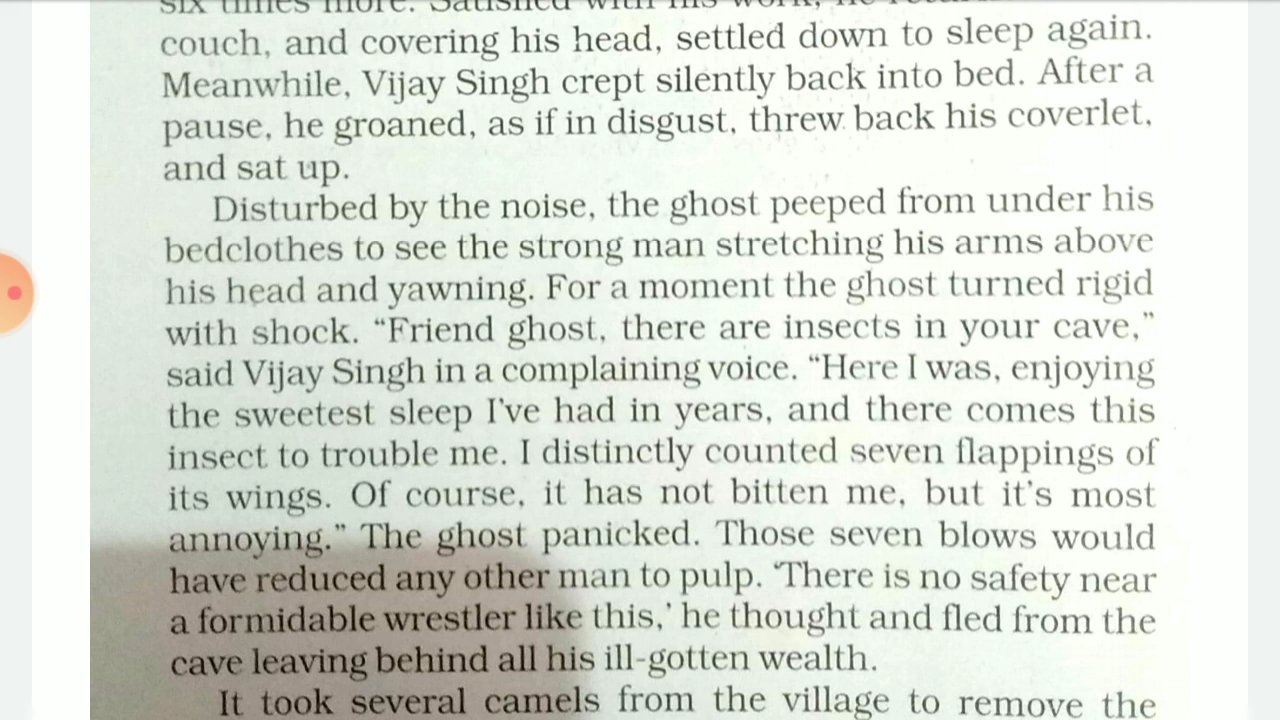 six times more. Satisfied with his work, he
couch, and covering his head, settled down to sleep again.
Meanwhile, Vijay Singh crept silently back into bed. After a
pause, he groaned, as if in disgust, threw back his coverlet,
and sat up.
Disturbed by the noise, the ghost peeped from under his
bedclothes to see the strong man stretching his arms above
his head and yawning. For a moment the ghost turned rigid
with shock. “Friend ghost, there are insects in your cave,”
said Vijay Singh in a complaining voice. “Here I was, enjoying
the sweetest sleep I’ve had in years, and there comes this
insect to trouble me. I distinctly counted seven flappings of
its wings. Of course, it has not bitten me, but it’s most
annoying.” The ghost panicked. Those seven blows would
have reduced any other man to pulp. ‘There is no safety near
a formidable wrestler like this,’ he thought and fled from the
cave leaving behind all his ill-gotten wealth.
It took several camels from the village to remove the